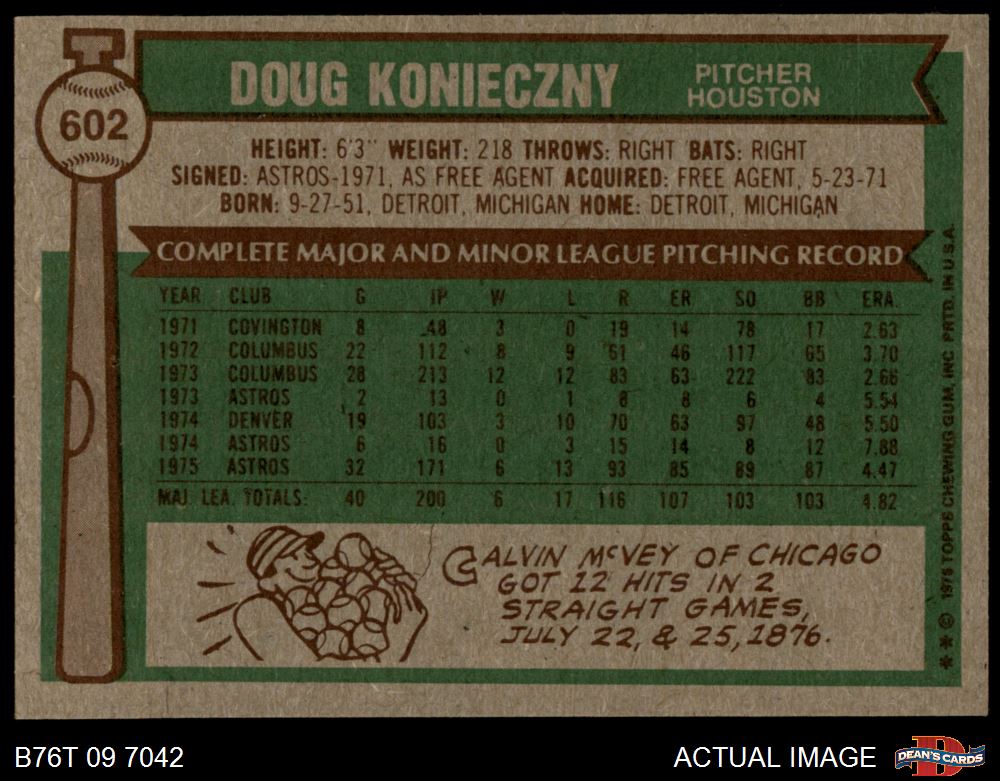 602
DOUG KONIECZNY
PITCHER
HOUSTON
HEIGHT: 6'3" WEIGHT: 218 THROWS: RIGHT BATS: RIGHT
SIGNED: ASTROS-1971, AS FREE AGENT ACQUIRED: FREE AGENT, 5-23-71
BORN: 9-27-51, DETROIT, MICHIGAN HOME: DETROIT, MICHIGAN
COMPLETE MAJOR AND MINOR LEAGUE PITCHING RECORD
YEAR CLUB G IP W L R ER SO BB ERA.
1971 COVINGTON 8 48 3 0 19 14 78 17 2.63
1972 COLUMBUS 22 112 8 9 61 46 117 65 3.70
1973 COLUMBUS 28 213 12 12 83 63 222 83 2.66
1973 ASTROS 2 13 0 1 8 8 6 4 5.54
1974 DENVER 19 103 3 10 70 63 97 48 5.50
1974 ASTROS 6 16 0 3 15 14 8 12 7.88
1975 ASTROS 32 171 6 13 93 85 89 87 4.47
MAJ. LEA. TOTALS: 40 200 6 17 116 107 103 103 4.82
CALVIN McVEY OF CHICAGO
GOT 12 HITS IN 2
STRAIGHT GAMES,
JULY 22, & 25, 1876.
** © 1976 TOPPS CHEWING GUM, INC PRTD. IN U.S.A.
B76T 09 7042
ACTUAL IMAGE
D
DEAN'S CARDS